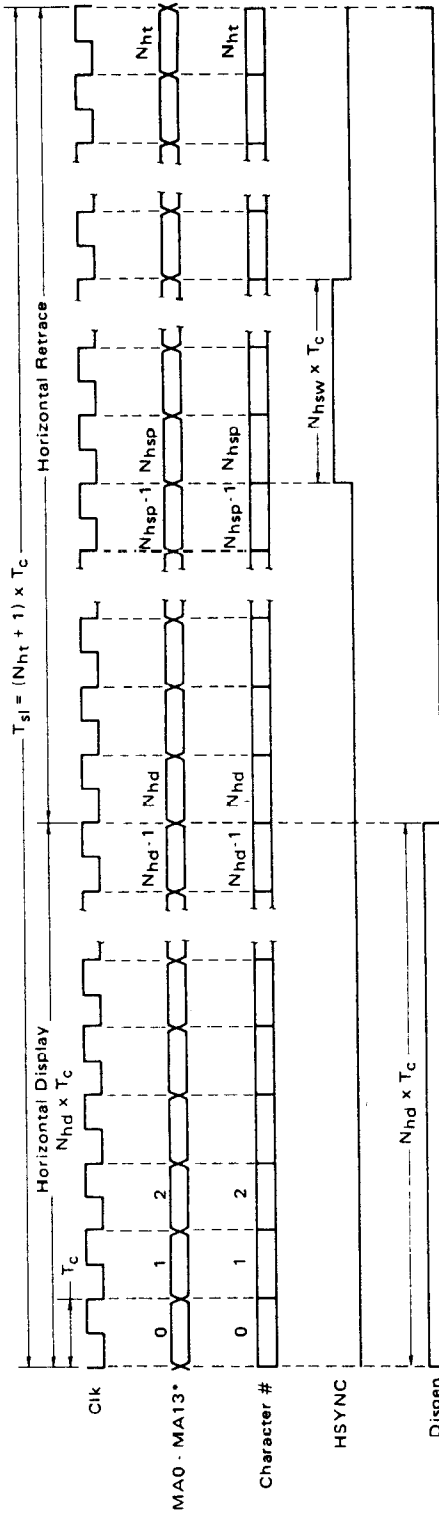 T_sl = (N_ht + 1) x T_c
Horizontal Display
Horizontal Retrace
N_hd x T_c
T_c
Clk
MA0 - MA13*
0 1 2 N_hd-1 N_hd N_hsp-1 N_hsp N_ht
Character #
0 1 2 N_hd-1 N_hd N_hsp-1 N_hsp N_ht
HSYNC
N_hsw x T_c
Dispen
N_hd x T_c